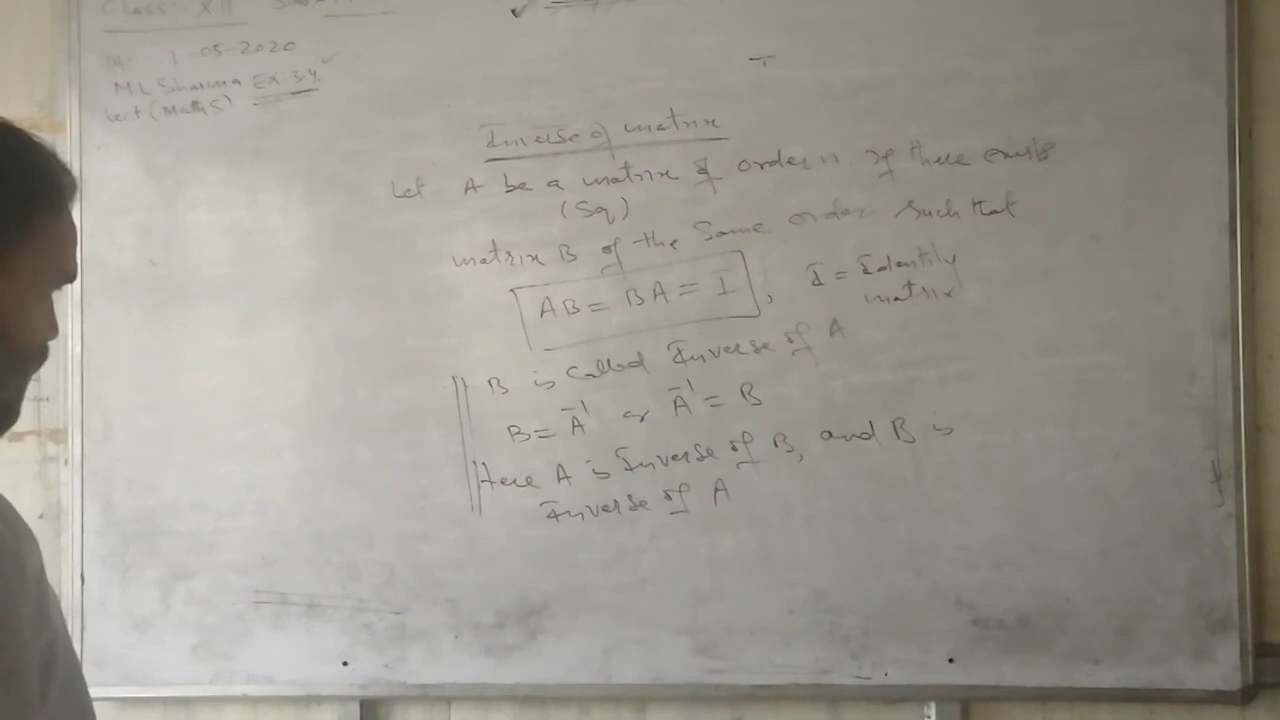 Class:- XII
1-05-2020
ML Sharma EX 3.4
Lect (Maths)
Inverse of matrix
Let A be a matrix of order n. If there exists
(Sq)
matrix B of the same order such that
AB = BA = I , I = Identity
matrix
B is called Inverse of A
B = A⁻¹ or A⁻¹ = B
Here A is Inverse of B, and B is
Inverse of A